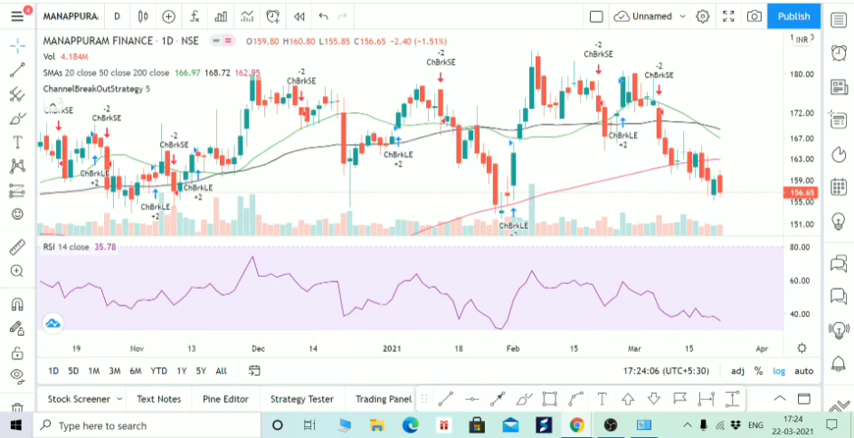 4
MANAPPURA
D
Unnamed
Publish
MANAPPURAM FINANCE · 1D · NSE
O159.80 H160.80 L155.85 C156.65 −2.40 (−1.51%)
INR
Vol 4.184M
SMAs 20 close 50 close 200 close 166.97 168.72 162.95
ChannelBreakOutStrategy 5
-2
ChBrkSE
-2
ChBrkSE
-2
ChBrkSE
-2
ChBrkSE
-2
ChBrkSE
-2
ChBrkSE
-2
ChBrkSE
ChBrkLE
+2
ChBrkLE
+2
ChBrkLE
+2
ChBrkLE
+2
ChBrkLE
+2
ChBrkLE
180.00
172.00
167.00
163.00
159.00
156.65
155.00
151.00
RSI 14 close 35.78
80.00
60.00
40.00
19 Nov 16 Dec 14 2021 18 Feb 15 Mar 15 Apr
1D 5D 1M 3M 6M YTD 1Y 5Y All
17:24:06 (UTC+5:30) adj % log auto
Stock Screener Text Notes Pine Editor Strategy Tester Trading Panel
Type here to search
ENG
17:24
22-03-2021